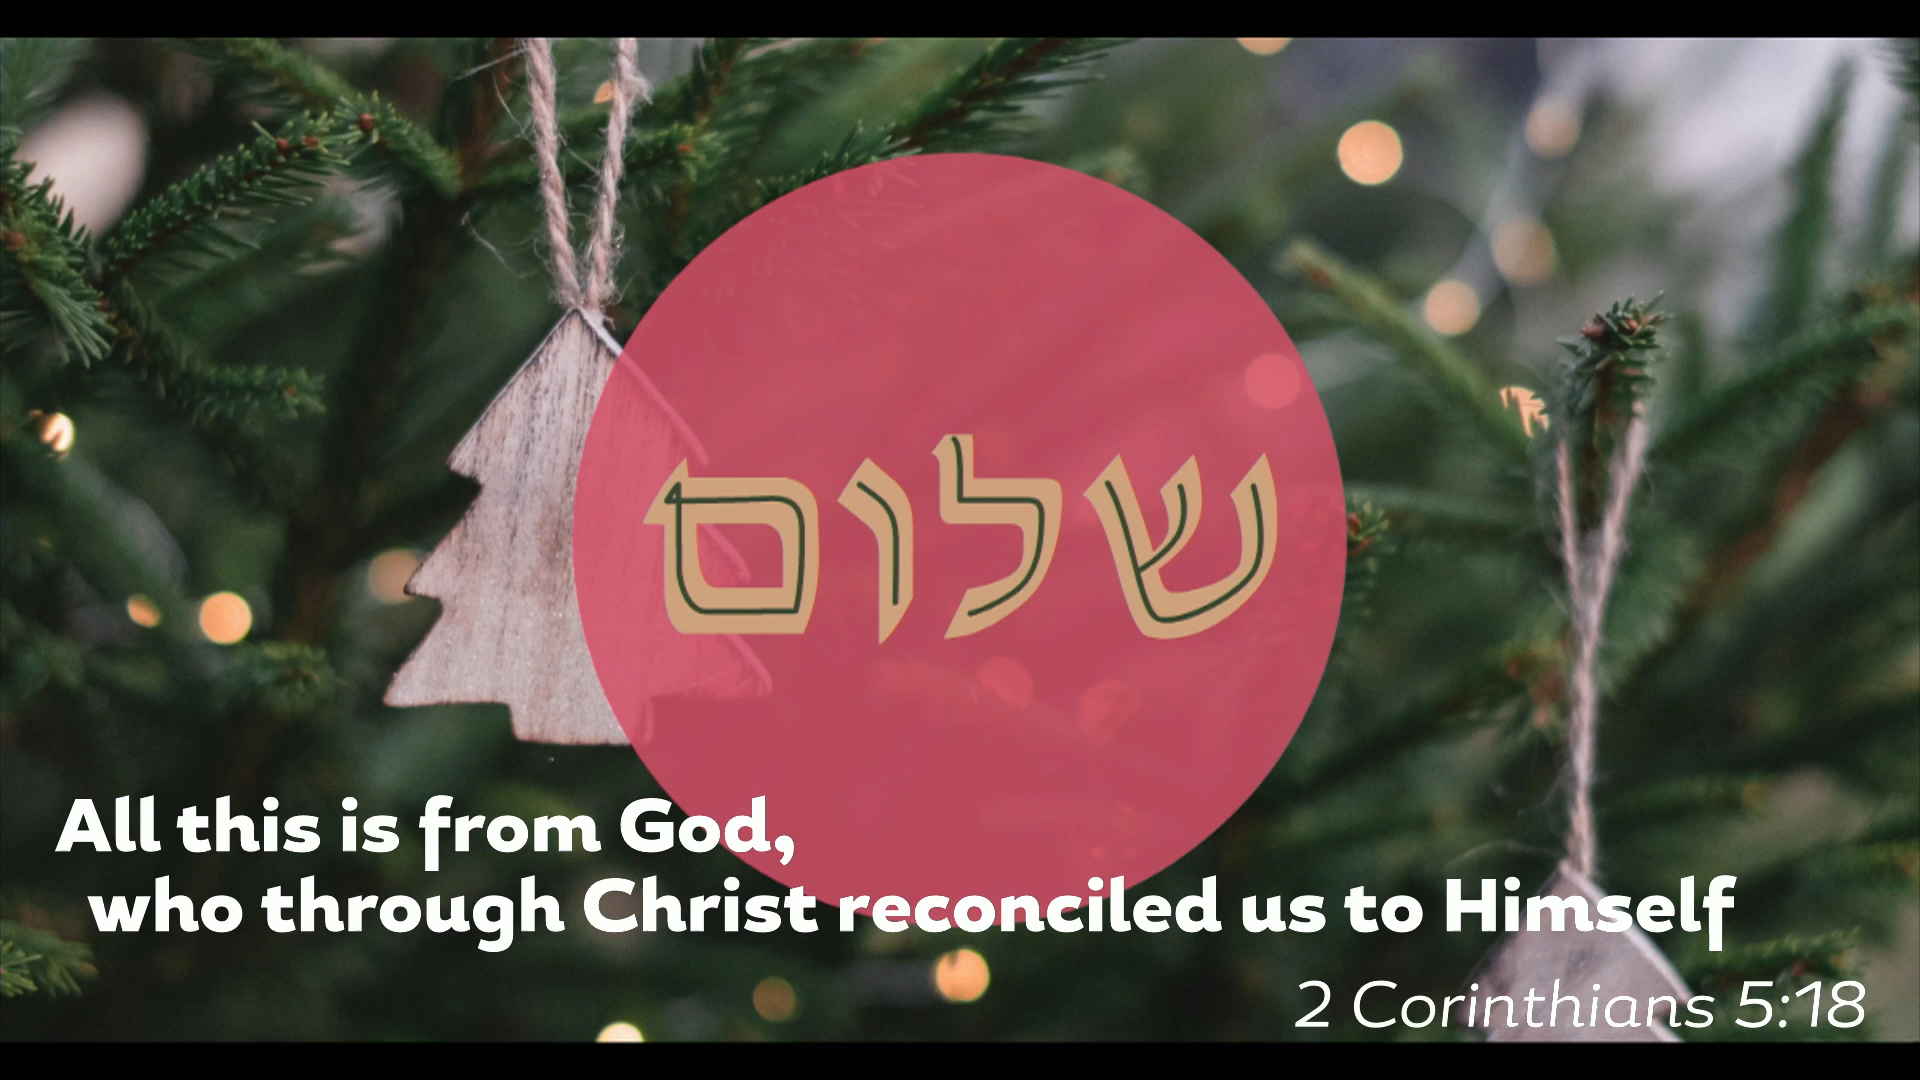 שלום
All this is from God,
who through Christ reconciled us to Himself
2 Corinthians 5:18